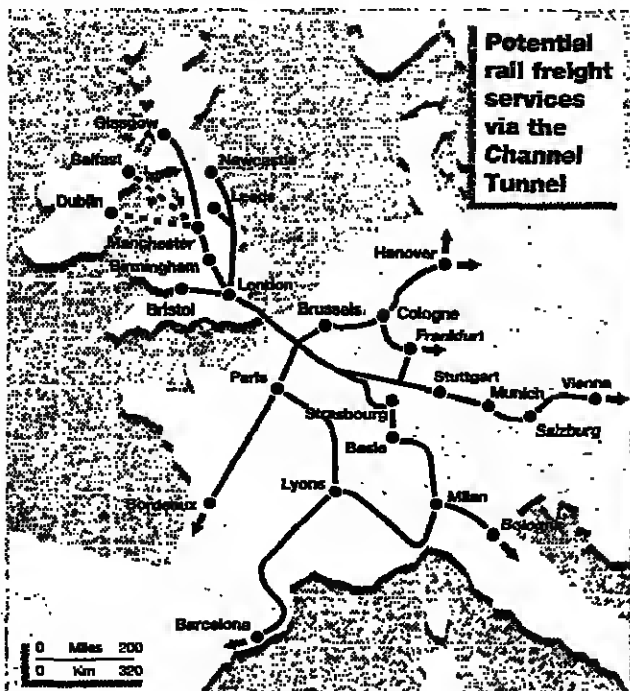 Potential
rail freight
services
via the
Channel
Tunnel
Glasgow
Belfast
Newcastle
Leeds
Dublin
Manchester
Birmingham
London
Bristol
Hanover
Brussels
Cologne
Frankfurt
Paris
Stuttgart
Munich
Vienna
Strasbourg
Salzburg
Basle
Lyons
Milan
Bordeaux
Bologna
Barcelona
0 Miles 200
0 Km 320